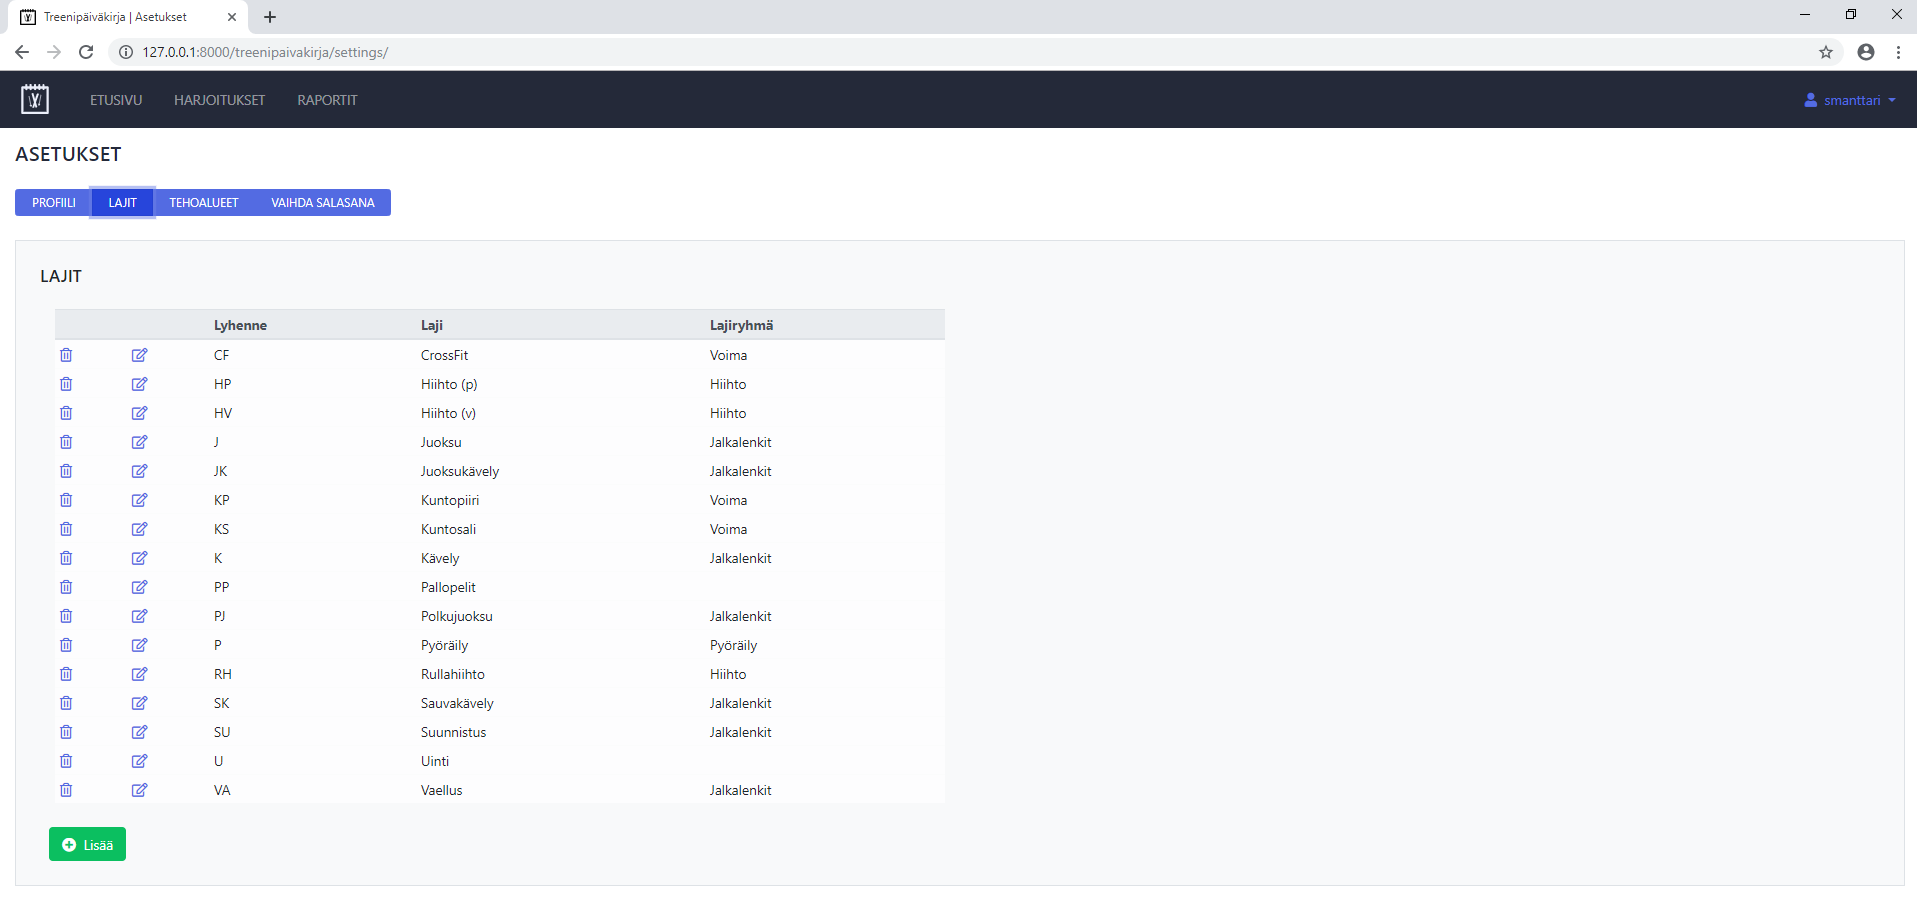 Treenipäiväkirja | Asetukset
127.0.0.1:8000/treenipaivakirja/settings/
ETUSIVU HARJOITUKSET RAPORTIT smanttari
ASETUKSET
PROFIILI LAJIT TEHOALUEET VAIHDA SALASANA
LAJIT
Lyhenne Laji Lajiryhmä
CF CrossFit Voima
HP Hiihto (p) Hiihto
HV Hiihto (v) Hiihto
J Juoksu Jalkalenkit
JK Juoksukävely Jalkalenkit
KP Kuntopiiri Voima
KS Kuntosali Voima
K Kävely Jalkalenkit
PP Pallopelit
PJ Polkujuoksu Jalkalenkit
P Pyöräily Pyöräily
RH Rullahiihto Hiihto
SK Sauvakävely Jalkalenkit
SU Suunnistus Jalkalenkit
U Uinti
VA Vaellus Jalkalenkit
Lisää